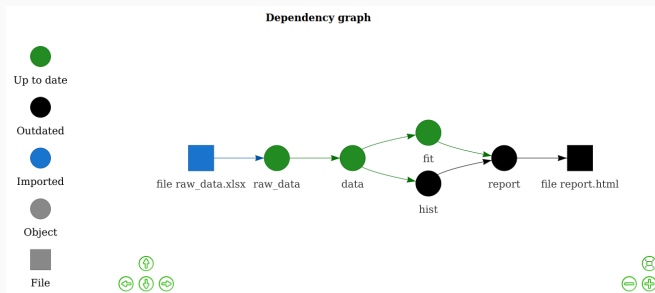 Dependency graph
Up to date
Outdated
Imported
Object
File
file raw_data.xlsx
raw_data
data
fit
hist
report
file report.html